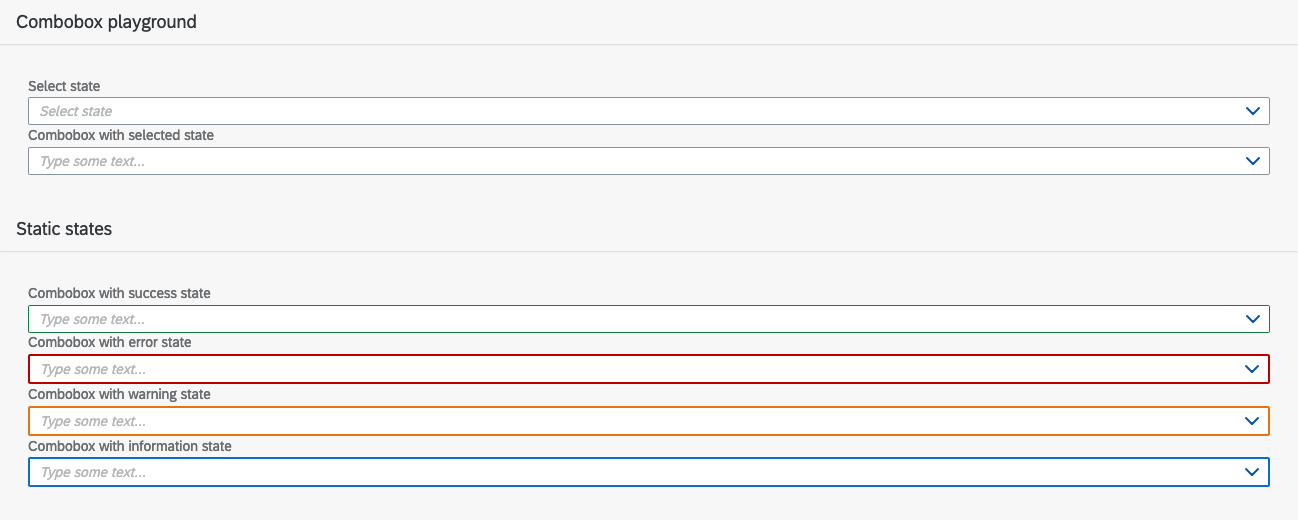 Combobox playground
Select state
Select state
Combobox with selected state
Type some text...
Static states
Combobox with success state
Type some text...
Combobox with error state
Type some text...
Combobox with warning state
Type some text...
Combobox with information state
Type some text...